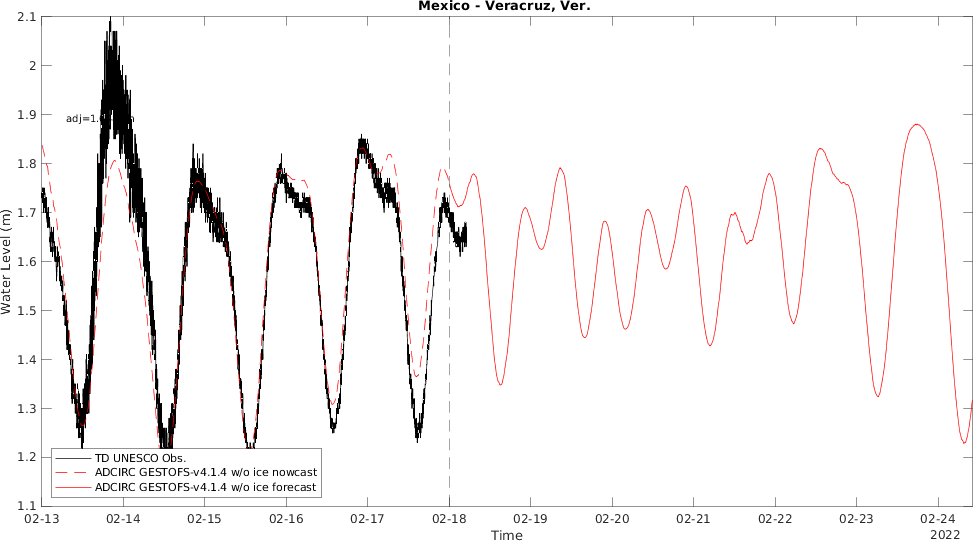 Mexico - Veracruz, Ver.
2.1
2
1.9
1.8
1.7
1.6
1.5
1.4
1.3
1.2
1.1
Water Level (m)
TD UNESCO Obs.
ADCIRC GESTOFS-v4.1.4 w/o ice nowcast
ADCIRC GESTOFS-v4.1.4 w/o ice forecast
02-13 02-14 02-15 02-16 02-17 02-18 02-19 02-20 02-21 02-22 02-23 02-24
Time
2022